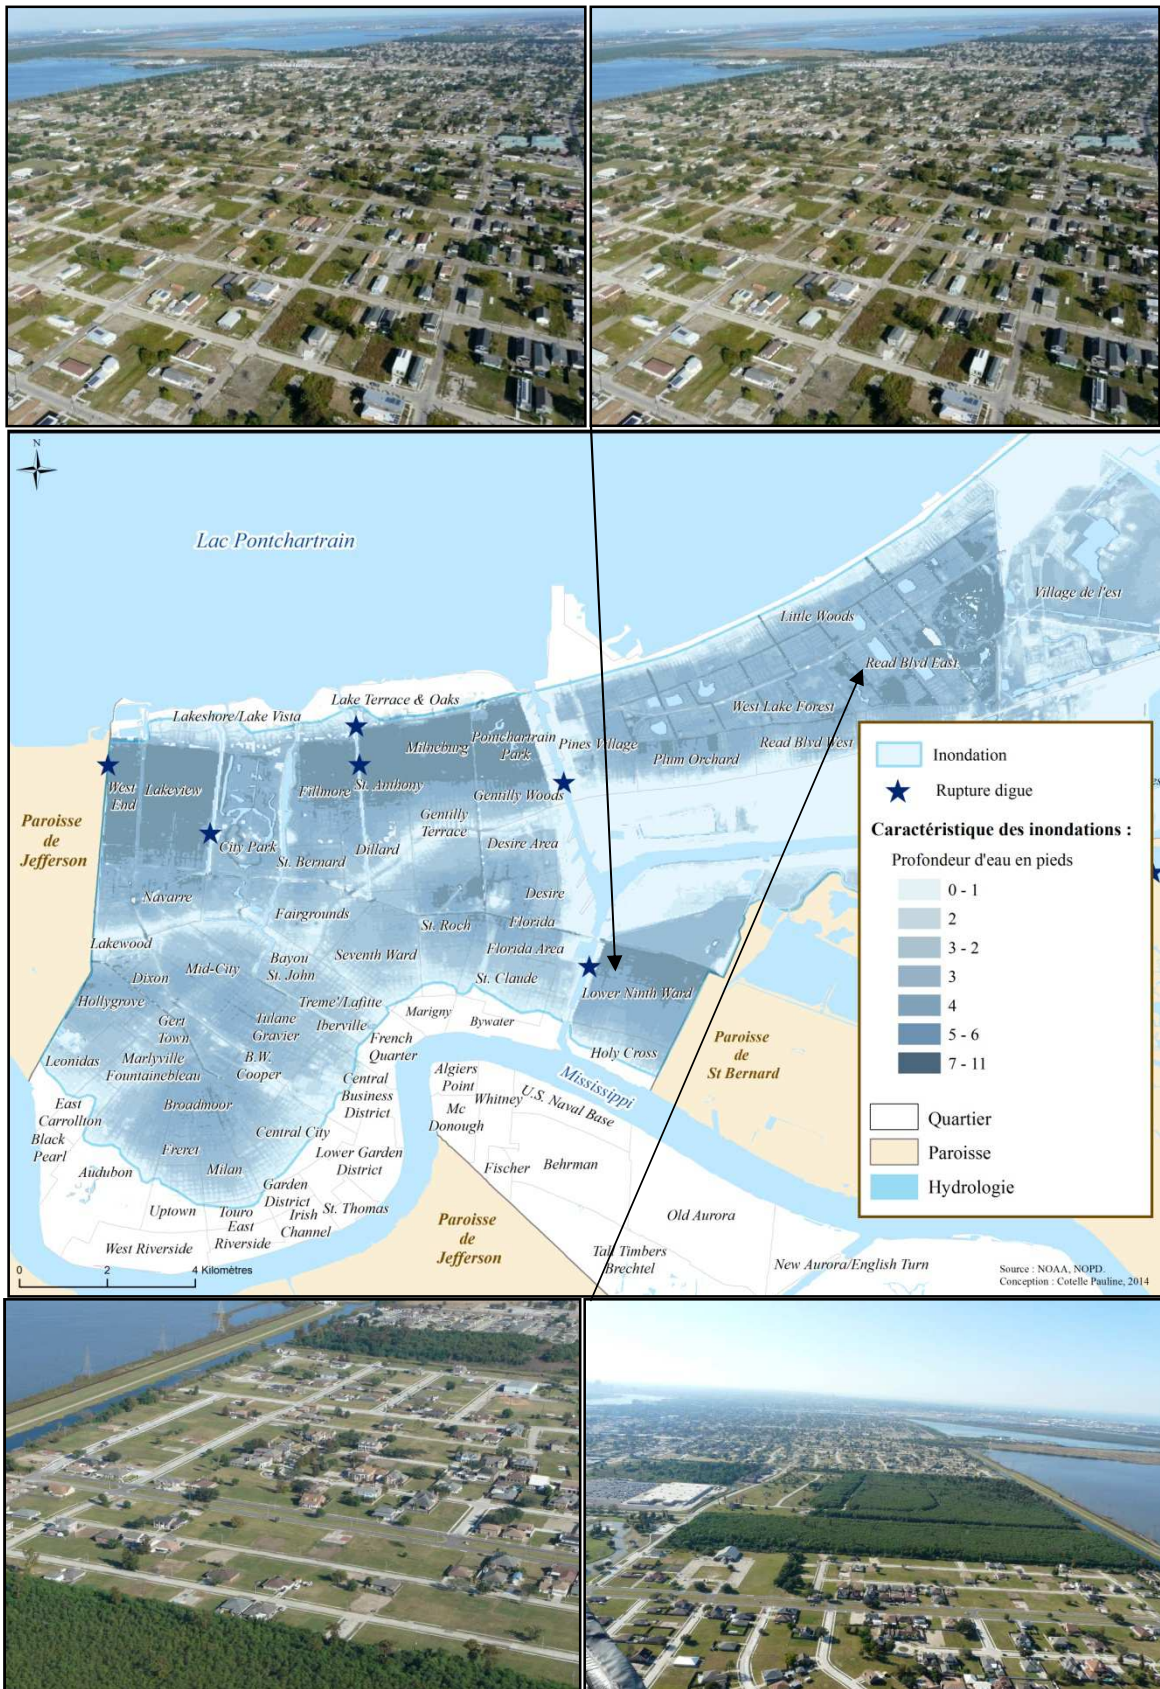 N
Lac Pontchartrain
Village de l'est
Little Woods
Read Blvd East
Lake Terrace & Oaks
Lakeshore/Lake Vista
West Lake Forest
Pontchartrain
Park
Milneburg
Pines Village
Read Blvd West
Plum Orchard
West
End
Lakeview
Fillmore
St. Anthony
Gentilly Woods
Gentilly
Terrace
Paroisse
de
Jefferson
City Park
St. Bernard
Dillard
Desire Area
Navarre
Desire
Fairgrounds
St. Roch
Florida
Lakewood
Seventh Ward
Florida Area
Dixon
Mid-City
Bayou
St. John
St. Claude
Lower Ninth Ward
Hollygrove
Treme'/Lafitte
Gert
Town
Tulane
Gravier
Iberville
Marigny
Bywater
French
Quarter
Holy Cross
Paroisse
de
St Bernard
Leonidas
Marlyville
Fountainebleau
B.W.
Cooper
Algiers
Point
Mississippi
Central
Business
District
Whitney
U.S. Naval Base
East
Carrollton
Broadmoor
Mc
Donough
Black
Pearl
Central City
Freret
Lower Garden
District
Audubon
Milan
Fischer
Behrman
Garden
District
Uptown
Touro
Irish
Channel
St. Thomas
East
Riverside
Old Aurora
West Riverside
Paroisse
de
Jefferson
Tall Timbers
Brechtel
New Aurora/English Turn
0 2 4 Kilomètres
Inondation
Rupture digue
Caractéristique des inondations :
Profondeur d'eau en pieds
0 - 1
2
3 - 2
3
4
5 - 6
7 - 11
Quartier
Paroisse
Hydrologie
Source : NOAA, NOPD.
Conception : Cotelle Pauline, 2014